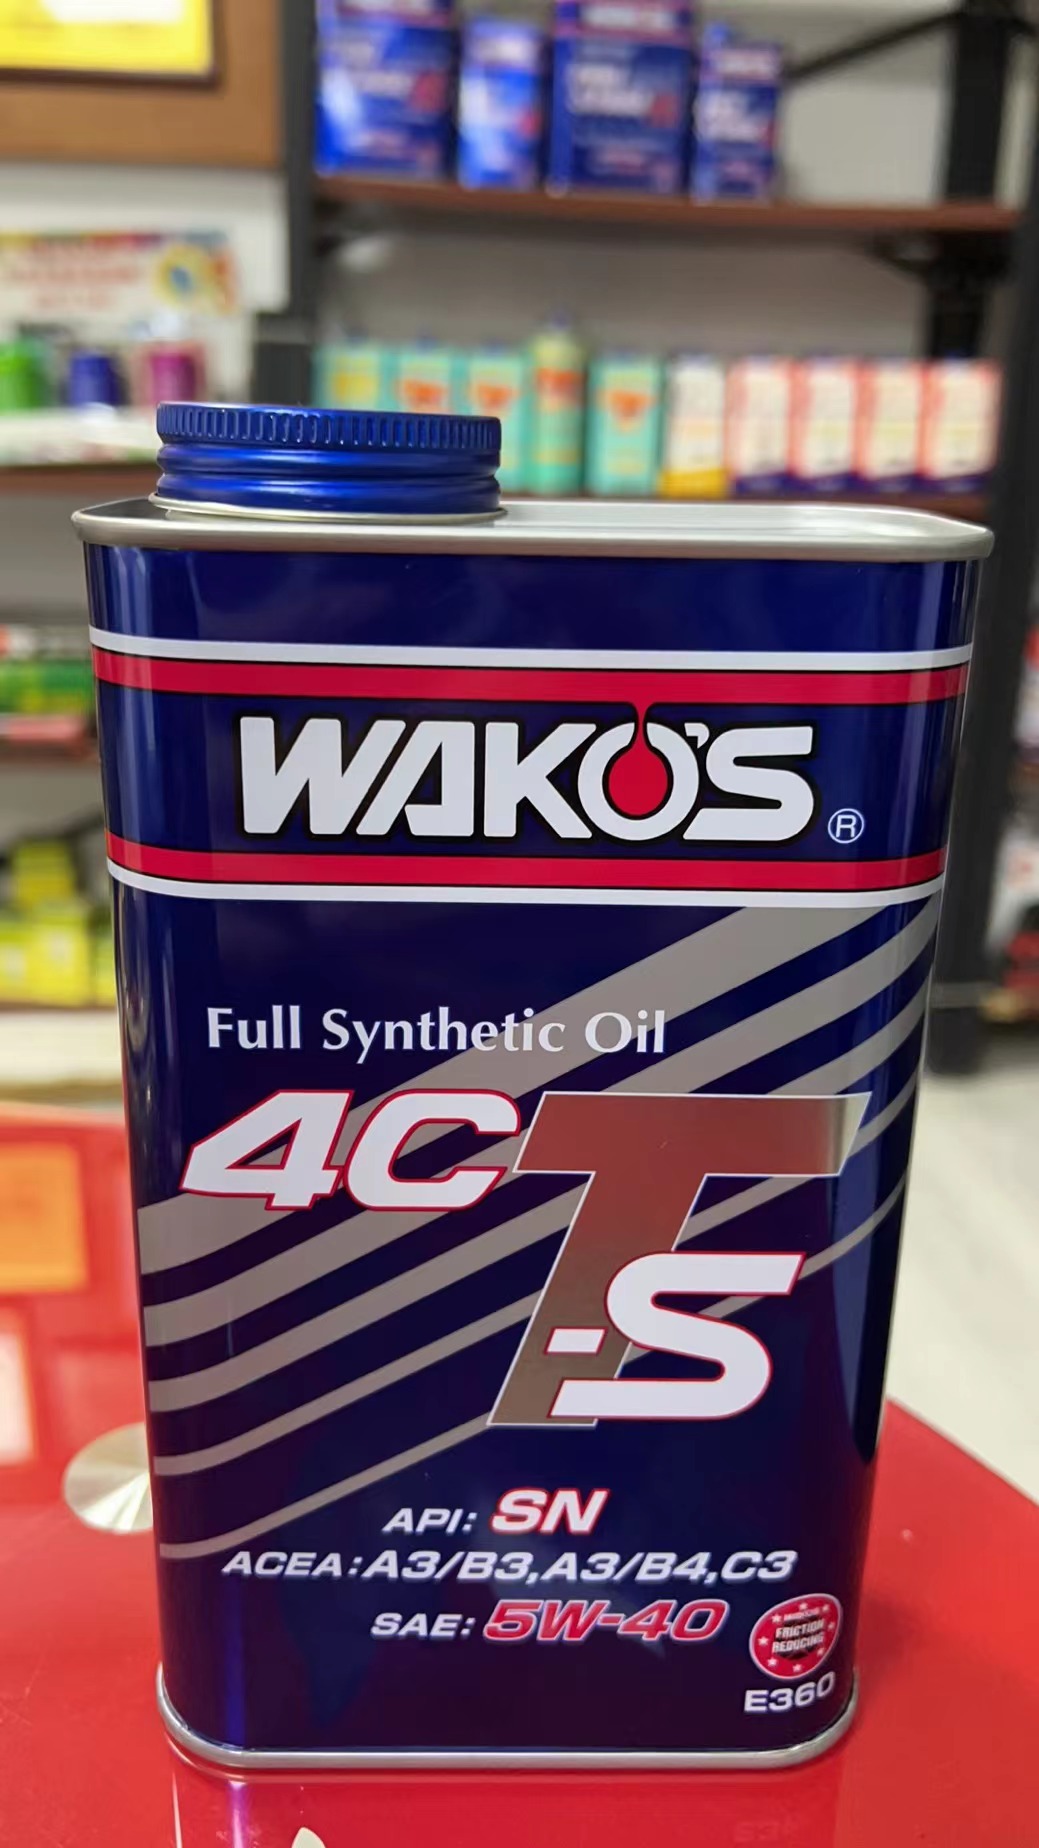 WAKO'S ®
Full Synthetic Oil
4CT-S
API: SN
ACEA: A3/B3, A3/B4, C3
SAE: 5W-40
FRICTION
REDUCING
E360